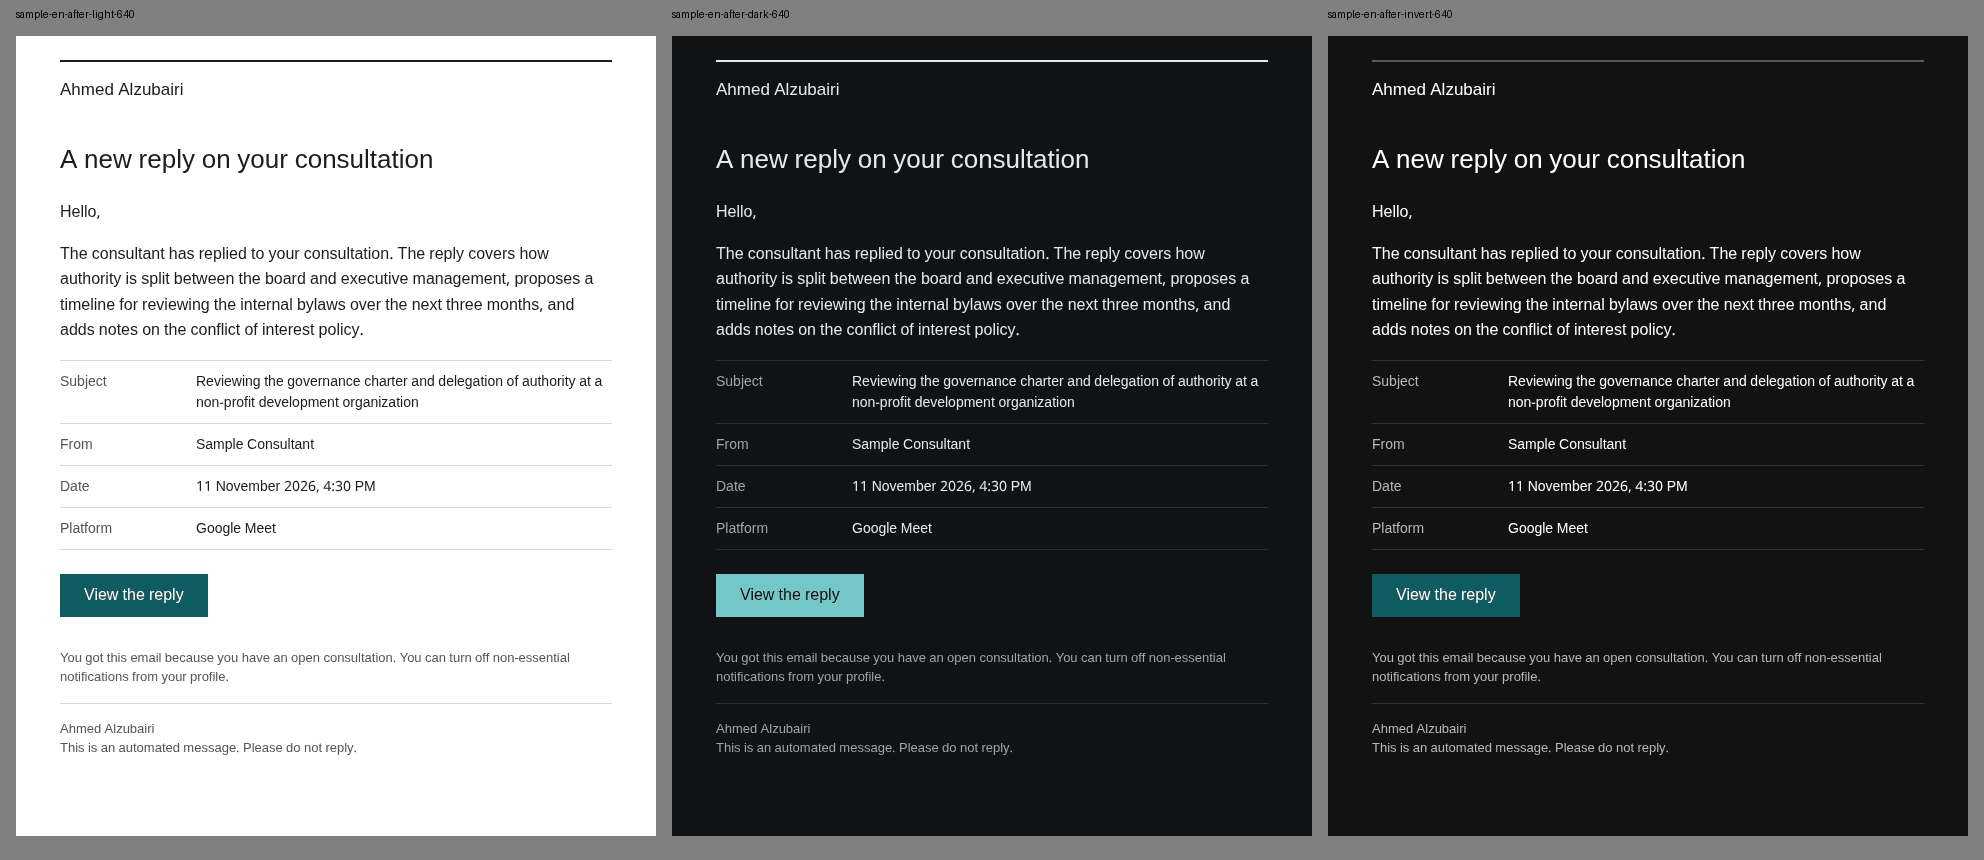 sample-en-after-light-640
Ahmed Alzubairi
A new reply on your consultation
Hello,
The consultant has replied to your consultation. The reply covers how
authority is split between the board and executive management, proposes a
timeline for reviewing the internal bylaws over the next three months, and
adds notes on the conflict of interest policy.
Subject Reviewing the governance charter and delegation of authority at a
non-profit development organization
From Sample Consultant
Date 11 November 2026, 4:30 PM
Platform Google Meet
View the reply
You got this email because you have an open consultation. You can turn off non-essential
notifications from your profile.
Ahmed Alzubairi
This is an automated message. Please do not reply.
sample-en-after-dark-640
Ahmed Alzubairi
A new reply on your consultation
Hello,
The consultant has replied to your consultation. The reply covers how
authority is split between the board and executive management, proposes a
timeline for reviewing the internal bylaws over the next three months, and
adds notes on the conflict of interest policy.
Subject Reviewing the governance charter and delegation of authority at a
non-profit development organization
From Sample Consultant
Date 11 November 2026, 4:30 PM
Platform Google Meet
View the reply
You got this email because you have an open consultation. You can turn off non-essential
notifications from your profile.
Ahmed Alzubairi
This is an automated message. Please do not reply.
sample-en-after-invert-640
Ahmed Alzubairi
A new reply on your consultation
Hello,
The consultant has replied to your consultation. The reply covers how
authority is split between the board and executive management, proposes a
timeline for reviewing the internal bylaws over the next three months, and
adds notes on the conflict of interest policy.
Subject Reviewing the governance charter and delegation of authority at a
non-profit development organization
From Sample Consultant
Date 11 November 2026, 4:30 PM
Platform Google Meet
View the reply
You got this email because you have an open consultation. You can turn off non-essential
notifications from your profile.
Ahmed Alzubairi
This is an automated message. Please do not reply.